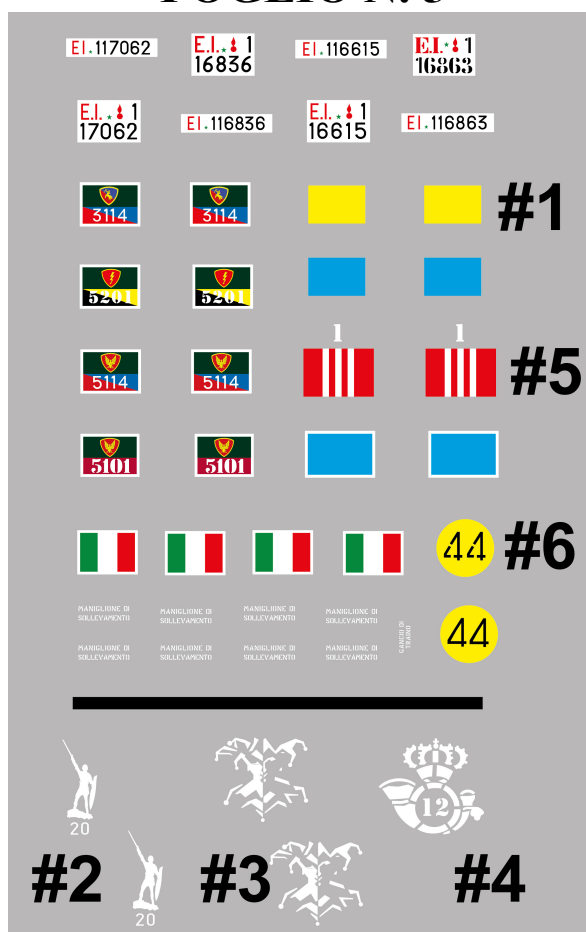 FOGLIO N. 3
EI.117062
E.I. 1
16836
EI.116615
E.I. 1
16863
E.I. 1
17062
EI.116836
E.I. 1
16615
EI.116863
3114
3114
#1
5201
5201
1
1
5114
5114
#5
5101
5101
44
#6
MANIGLIONE DI
SOLLEVAMENTO
MANIGLIONE DI
SOLLEVAMENTO
MANIGLIONE DI
SOLLEVAMENTO
MANIGLIONE DI
SOLLEVAMENTO
GANCIO DI
TRAINO
44
MANIGLIONE DI
SOLLEVAMENTO
MANIGLIONE DI
SOLLEVAMENTO
MANIGLIONE DI
SOLLEVAMENTO
MANIGLIONE DI
SOLLEVAMENTO
20
12
#2
20
#3
#4